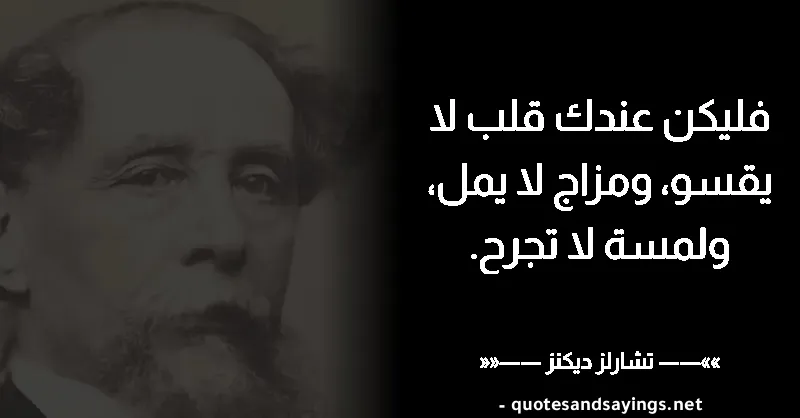 فليكن عندك قلب لا
يقسو، ومزاج لا يمل،
ولمسة لا تجرح.
»»—— تشارلز ديكنز ——««
- quotesandsayings.net